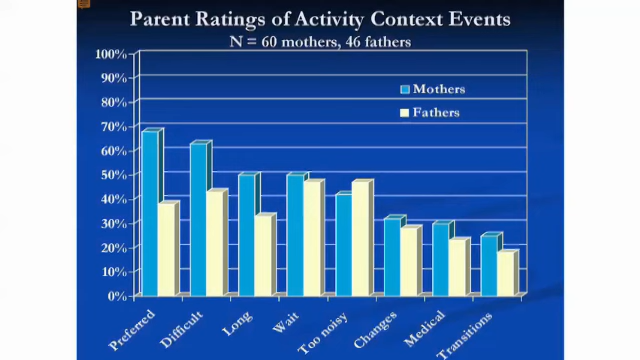 Parent Ratings of Activity Context Events
N = 60 mothers, 46 fathers
100%
90%
80%
70%
60%
50%
40%
30%
20%
10%
0%
Mothers
Fathers
Preferred
Difficult
Long
Wait
Too noisy
Changes
Medical
Transitions